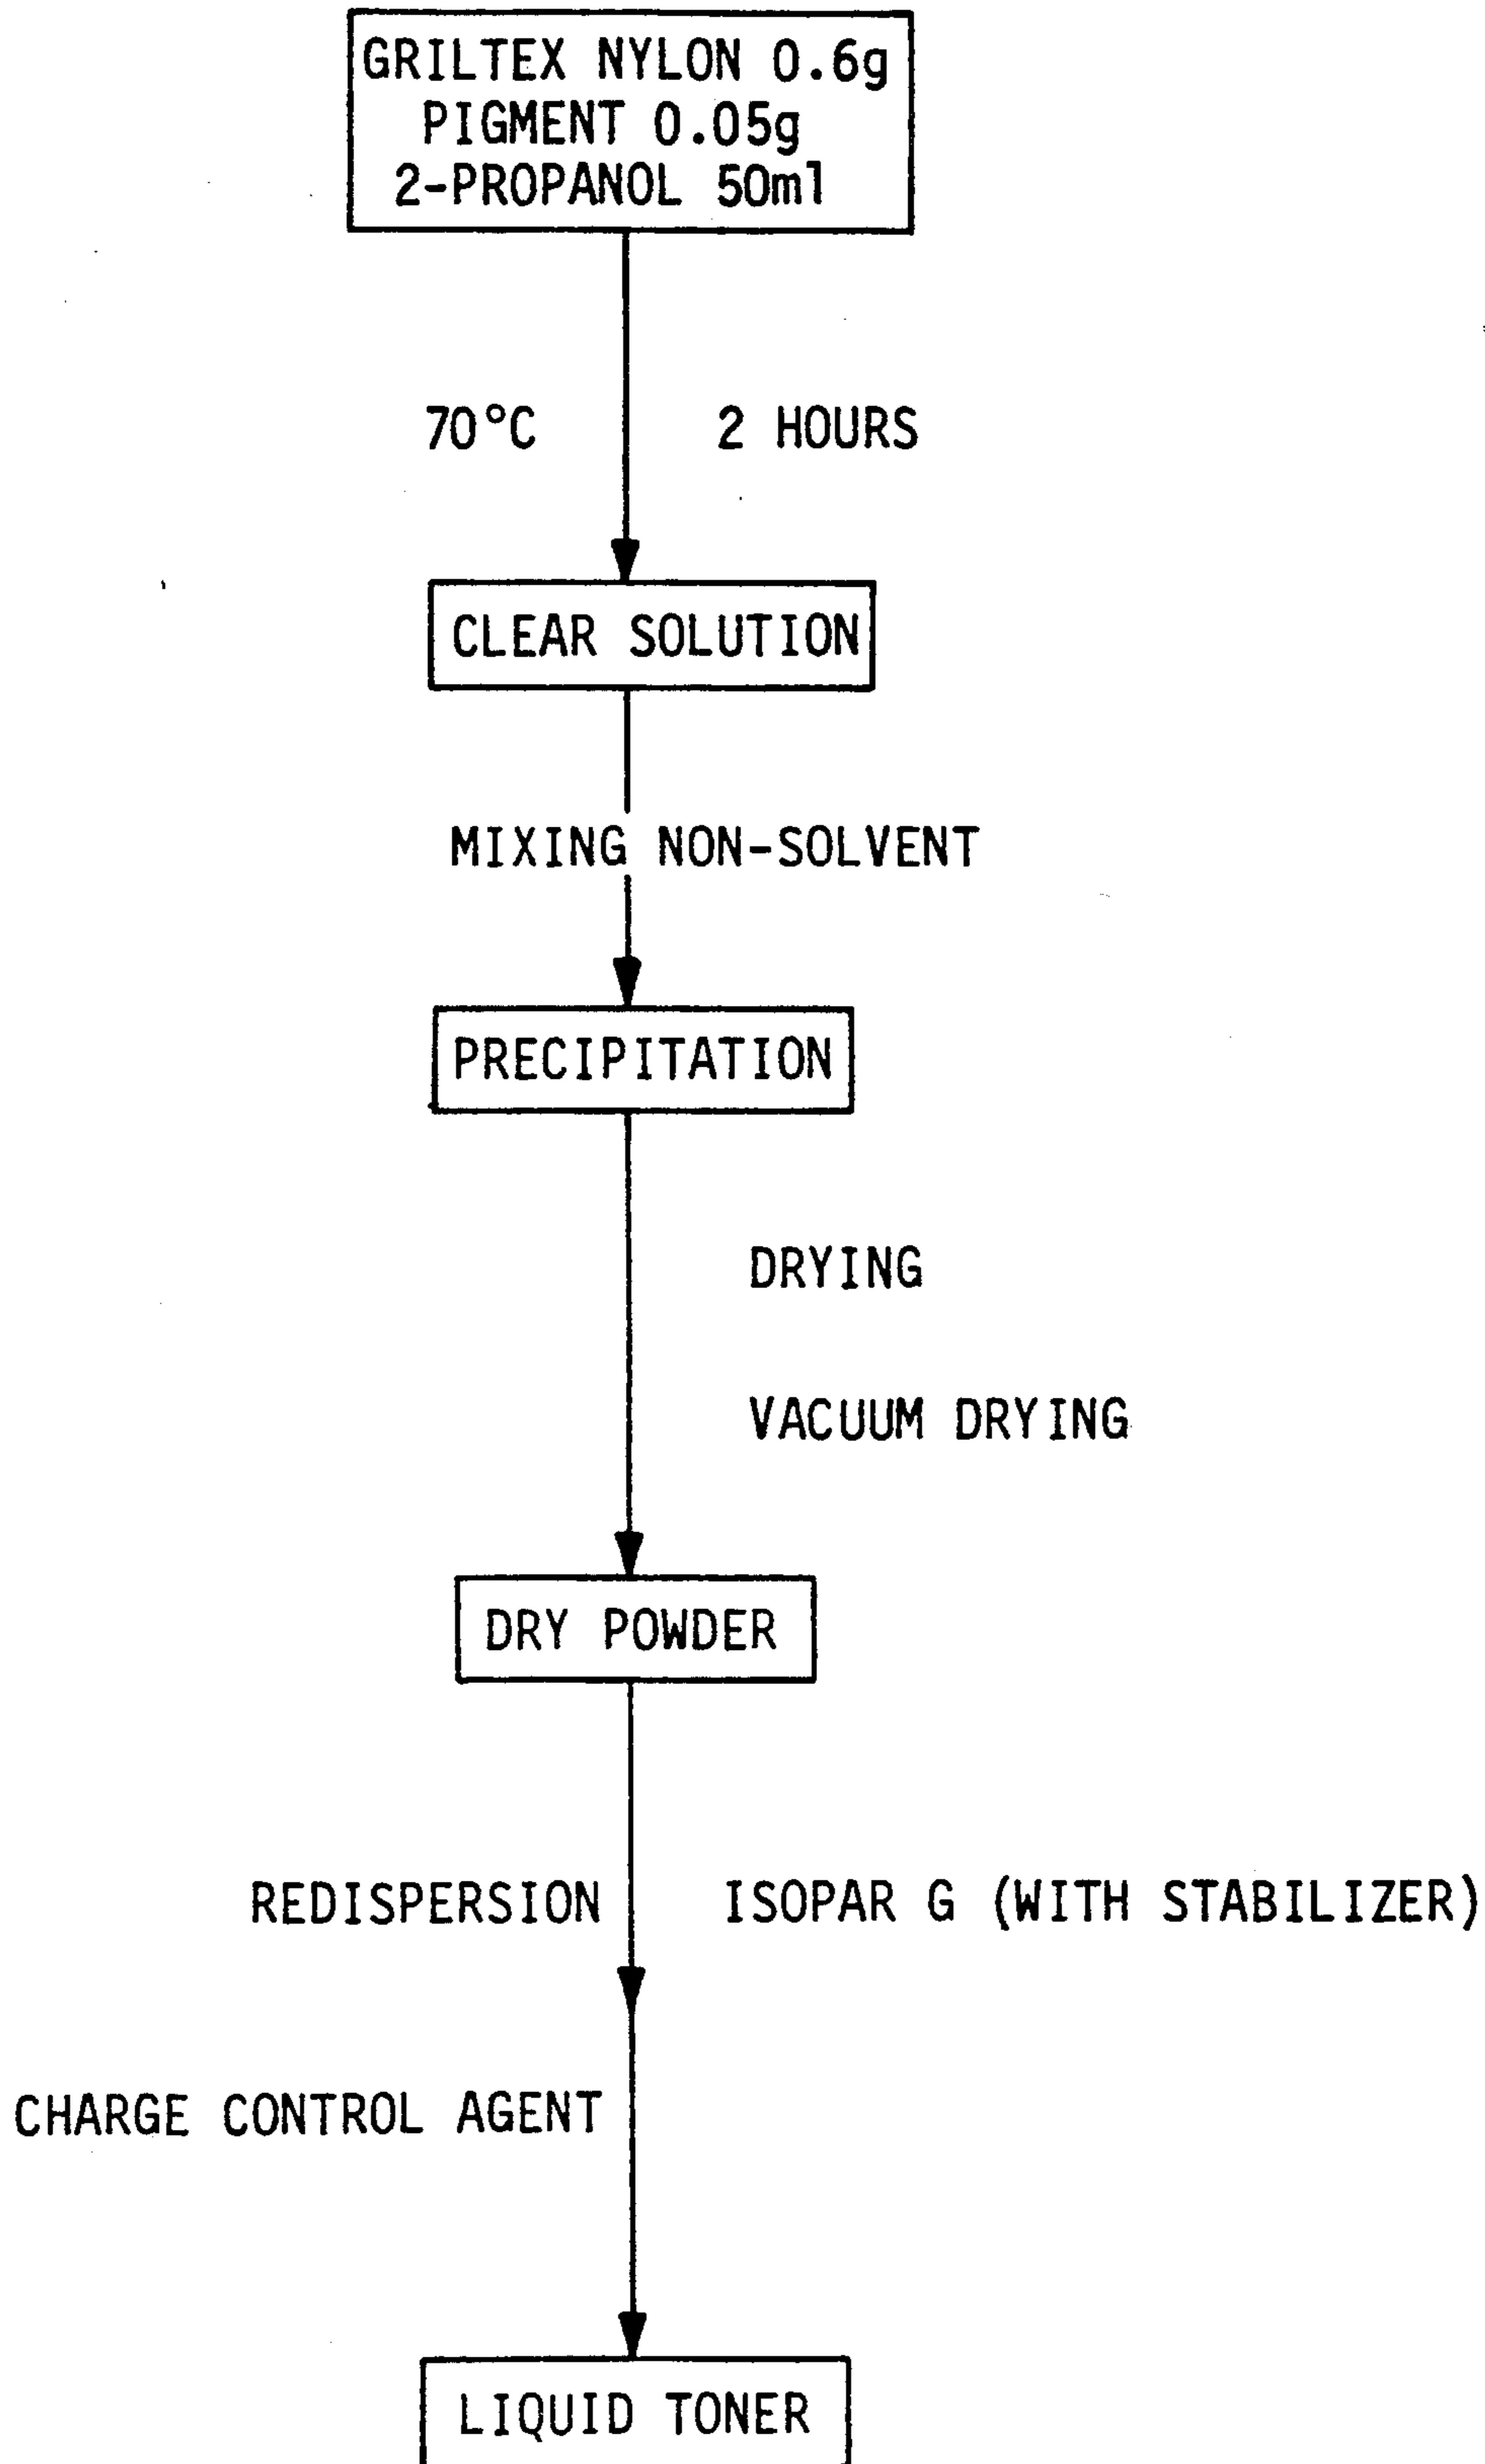 GRILTEX NYLON 0.6g
PIGMENT 0.05g
2-PROPANOL 50ml
70°C 2 HOURS
CLEAR SOLUTION
MIXING NON-SOLVENT
PRECIPITATION
DRYING
VACUUM DRYING
DRY POWDER
REDISPERSION ISOPAR G (WITH STABILIZER)
CHARGE CONTROL AGENT
LIQUID TONER